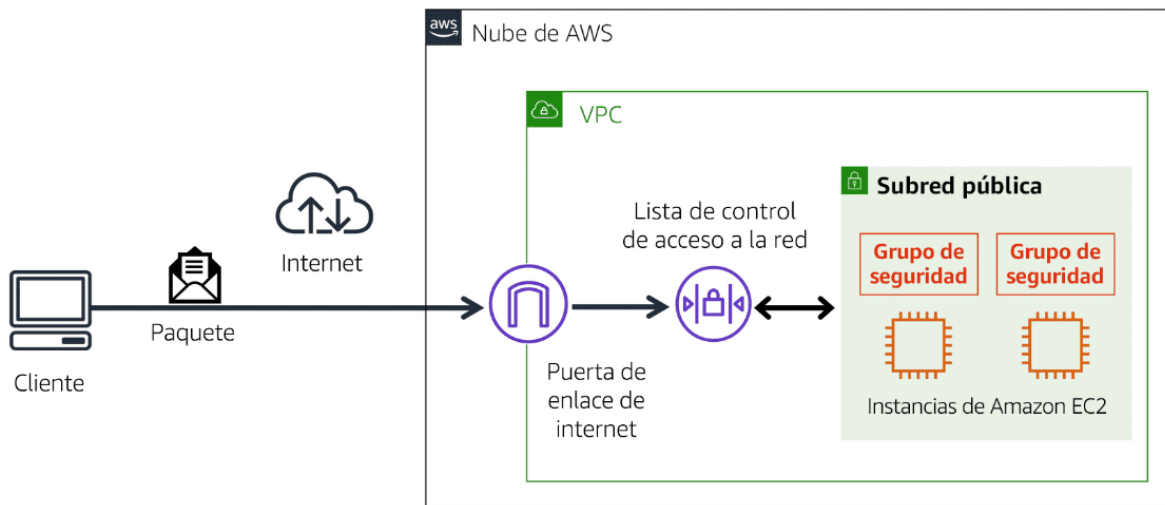 aws
Nube de AWS
VPC
Subred pública
Lista de control
de acceso a la red
Grupo de
seguridad
Grupo de
seguridad
Internet
Paquete
Cliente
Puerta de
enlace de
internet
Instancias de Amazon EC2